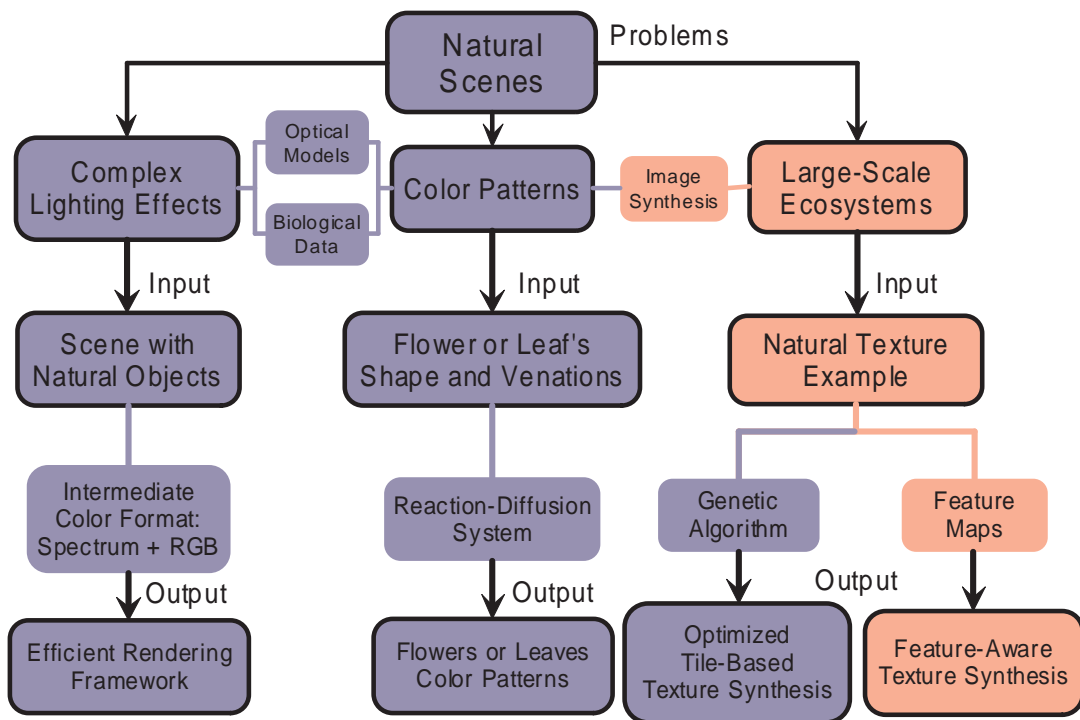 Natural
Scenes
Problems
Complex
Lighting Effects
Optical
Models
Biological
Data
Color Patterns
Image
Synthesis
Large-Scale
Ecosystems
Input
Input
Input
Scene with
Natural Objects
Flower or Leaf's
Shape and Venations
Natural Texture
Example
Intermediate
Color Format:
Spectrum + RGB
Reaction-Diffusion
System
Genetic
Algorithm
Feature
Maps
Output
Output
Output
Efficient Rendering
Framework
Flowers or Leaves
Color Patterns
Optimized
Tile-Based
Texture Synthesis
Feature-Aware
Texture Synthesis